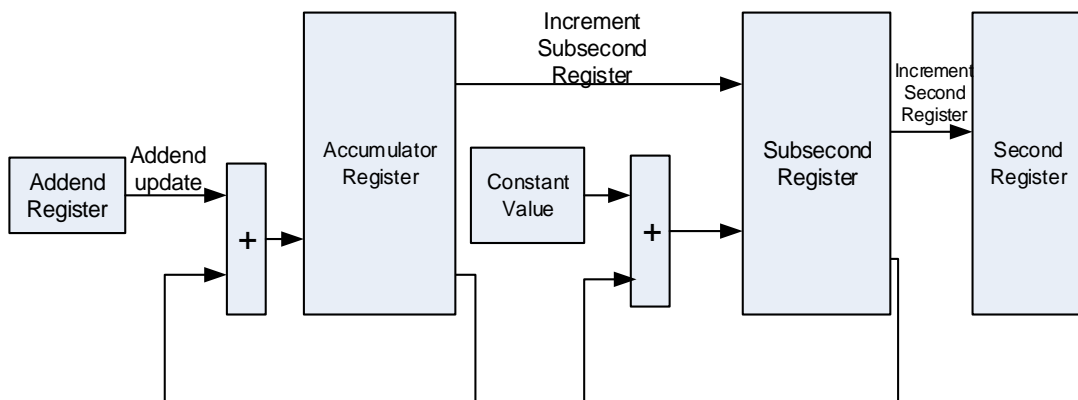 Increment
Subsecond
Register
Increment
Second
Register
Addend
update
Addend
Register
+
Accumulator
Register
Constant
Value
+
Subsecond
Register
Second
Register